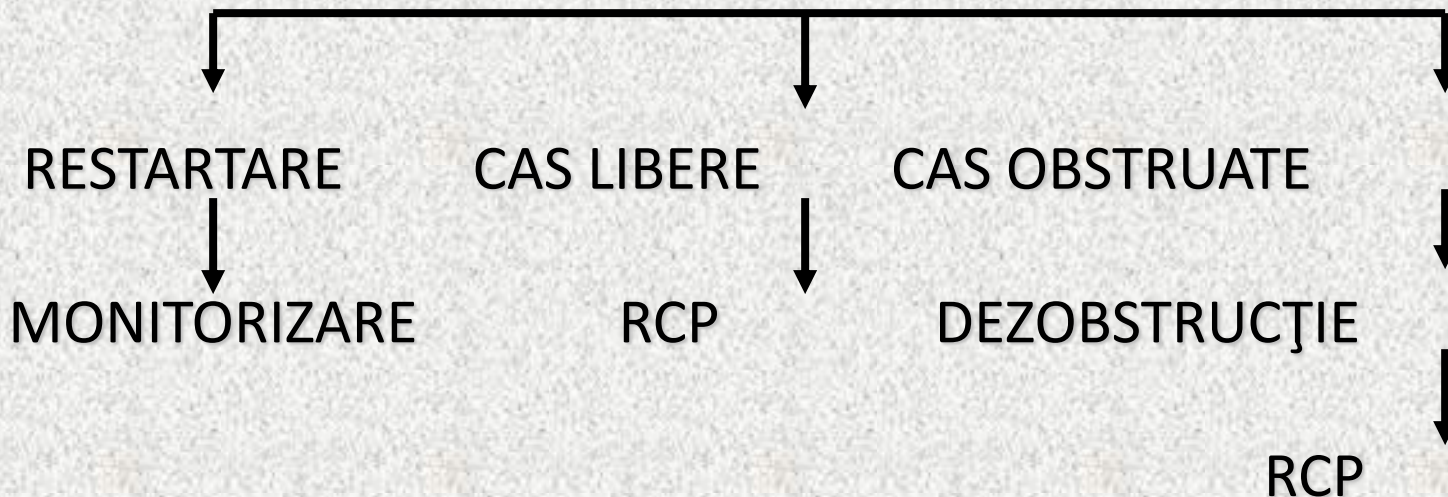 RESTARTARE CAS LIBERE CAS OBSTRUATE
MONITORIZARE RCP DEZOBSTRUCŢIE
RCP